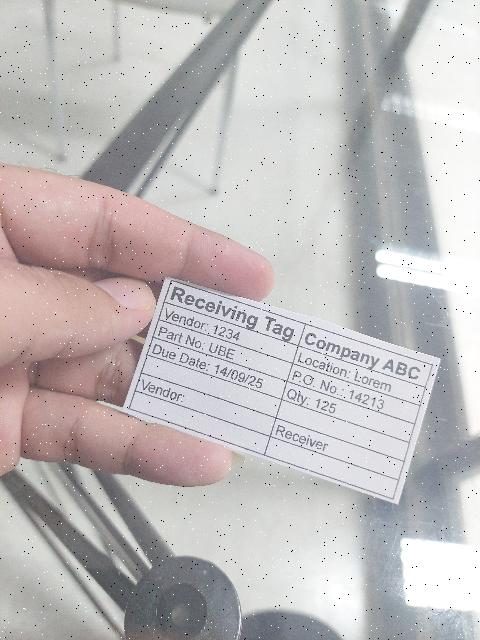 Receiving Tag Company ABC
Vendor: 1234 Location: Lorem
Part No: UBE P.O. No : 14213
Due Date: 14/09/25 Qty: 125
Vendor: Receiver